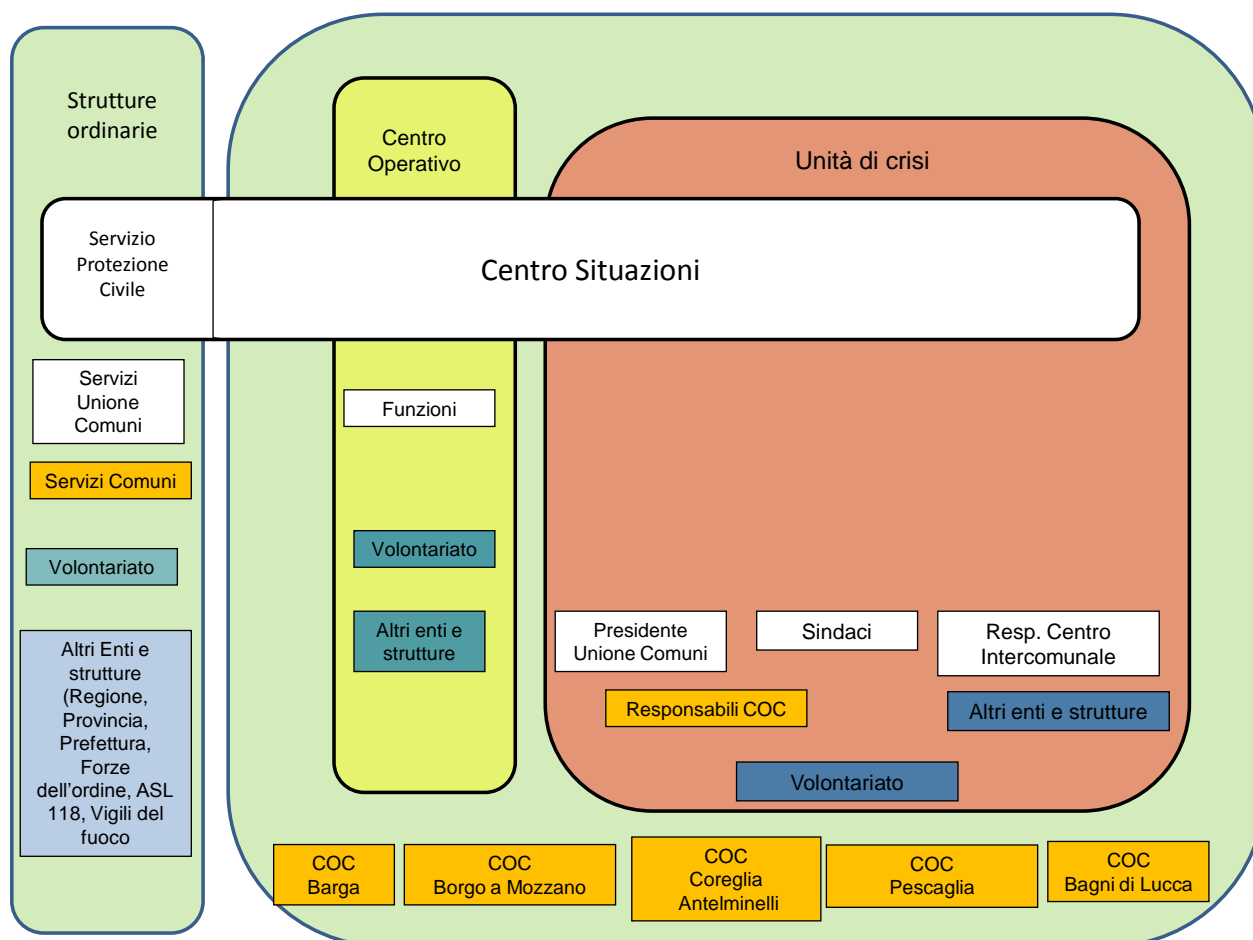 Strutture
ordinarie
Centro
Operativo
Unità di crisi
Servizio
Protezione
Civile
Centro Situazioni
Servizi
Unione
Comuni
Funzioni
Servizi Comuni
Volontariato
Volontariato
Altri Enti e
strutture
(Regione,
Provincia,
Prefettura,
Forze
dell'ordine, ASL
118, Vigili del
fuoco
Altri enti e
strutture
Presidente
Unione Comuni
Sindaci
Resp. Centro
Intercomunale
Responsabili COC
Altri enti e strutture
Volontariato
COC
Barga
COC
Borgo a Mozzano
COC
Coreglia
Antelminelli
COC
Pescaglia
COC
Bagni di Lucca